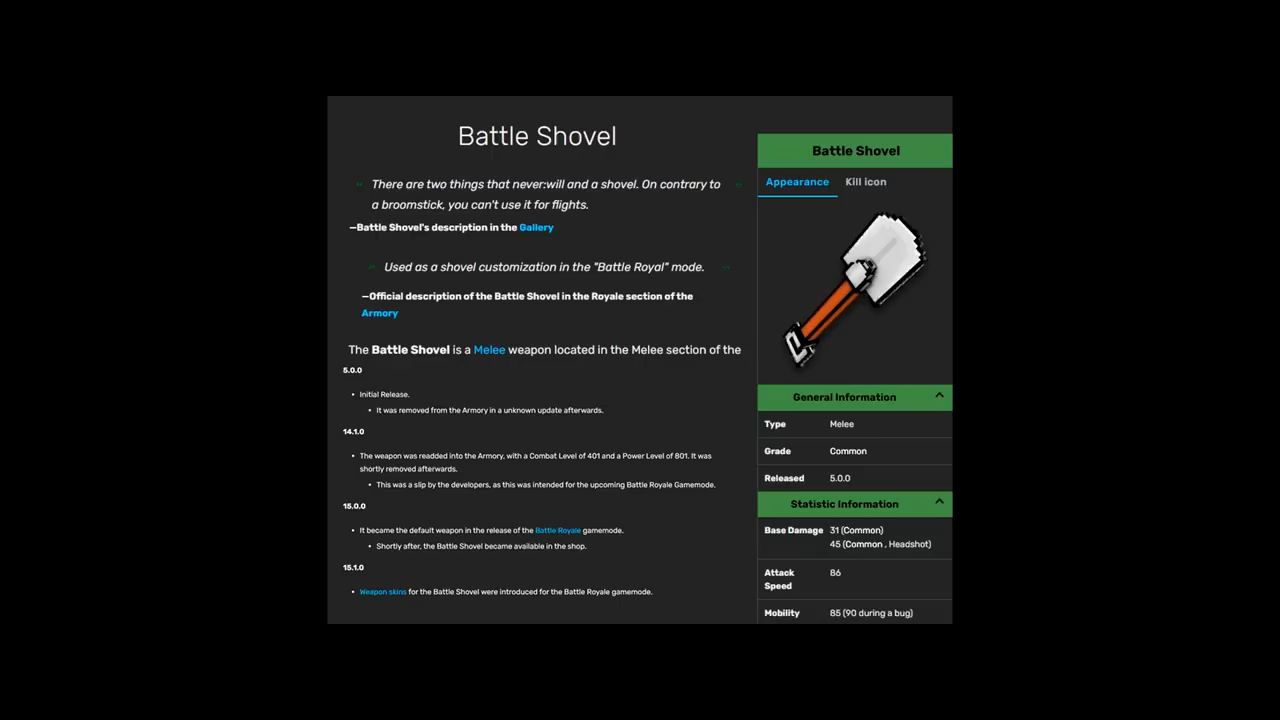 Battle Shovel
There are two things that never:will and a shovel. On contrary to
a broomstick, you can't use it for flights.
—Battle Shovel's description in the Gallery
Used as a shovel customization in the "Battle Royal" mode.
—Official description of the Battle Shovel in the Royale section of the
Armory
The Battle Shovel is a Melee weapon located in the Melee section of the
5.0.0
• Initial Release.
• It was removed from the Armory in a unknown update afterwards.
14.1.0
• The weapon was readded into the Armory, with a Combat Level of 401 and a Power Level of 801. It was
shortly removed afterwards.
• This was a slip by the developers, as this was intended for the upcoming Battle Royale Gamemode.
15.0.0
• It became the default weapon in the release of the Battle Royale gamemode.
• Shortly after, the Battle Shovel became available in the shop.
15.1.0
• Weapon skins for the Battle Shovel were introduced for the Battle Royale gamemode.
Battle Shovel
Appearance Kill icon
General Information
Type Melee
Grade Common
Released 5.0.0
Statistic Information
Base Damage 31 (Common)
45 (Common , Headshot)
Attack 86
Speed
Mobility 85 (90 during a bug)